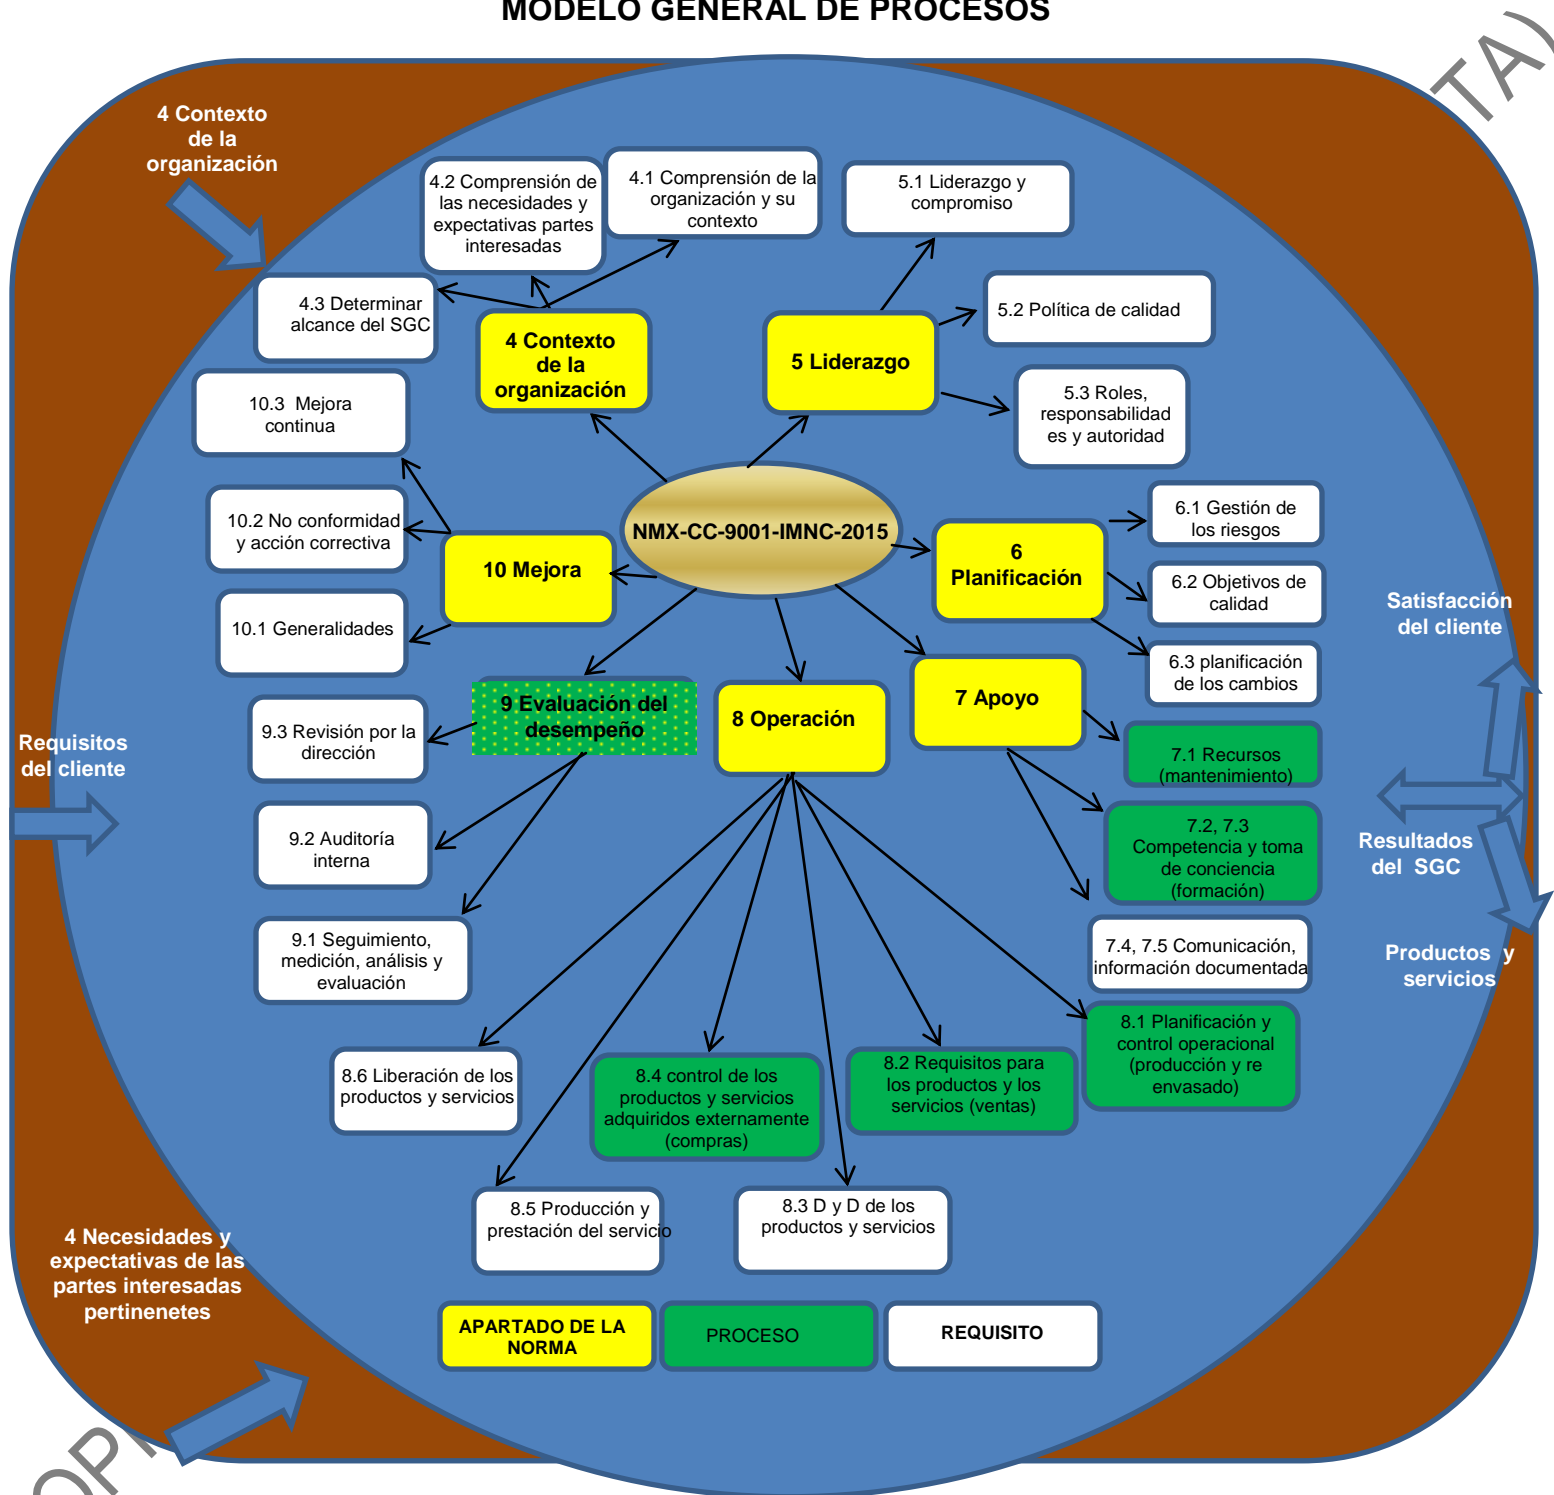 MODELO GENERAL DE PROCESOS
TA)
4 Contexto
de la
organización
4.2 Comprensión de
las necesidades y
expectativas partes
interesadas
4.1 Comprensión de la
organización y su
contexto
5.1 Liderazgo y
compromiso
4.3 Determinar
alcance del SGC
4 Contexto
de la
organización
5 Liderazgo
5.2 Política de calidad
10.3 Mejora
continua
5.3 Roles,
responsabilidad
es y autoridad
10.2 No conformidad
y acción correctiva
NMX-CC-9001-IMNC-2015
6.1 Gestión de
los riesgos
10 Mejora
6
Planificación
6.2 Objetivos de
calidad
Satisfacción
del cliente
10.1 Generalidades
6.3 planificación
de los cambios
9.3 Revisión por la
dirección
9 Evaluación del
desempeño
8 Operación
7 Apoyo
Requisitos
del cliente
7.1 Recursos
(mantenimiento)
9.2 Auditoría
interna
7.2, 7.3
Competencia y toma
de conciencia
(formación)
Resultados
del SGC
9.1 Seguimiento,
medición, análisis y
evaluación
7.4, 7.5 Comunicación,
información documentada
Productos y
servicios
8.6 Liberación de los
productos y servicios
8.4 control de los
productos y servicios
adquiridos externamente
(compras)
8.2 Requisitos para
los productos y los
servicios (ventas)
8.1 Planificación y
control operacional
(producción y re
envasado)
8.5 Producción y
prestación del servicio
8.3 D y D de los
productos y servicios
4 Necesidades y
expectativas de las
partes interesadas
pertinenetes
APARTADO DE LA
NORMA
PROCESO
REQUISITO